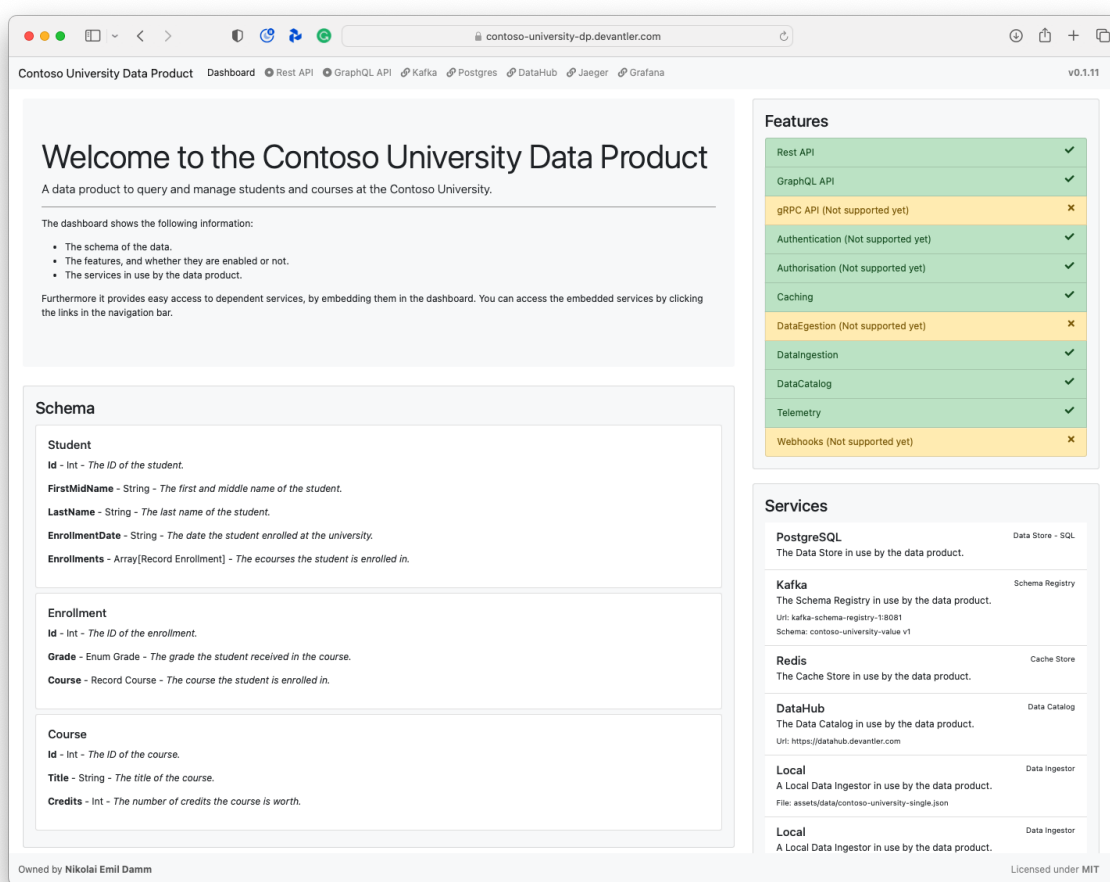 contoso-university-dp.devantler.com
Contoso University Data Product Dashboard Rest API GraphQL API Kafka Postgres DataHub Jaeger Grafana v0.1.11
Welcome to the Contoso University Data Product
A data product to query and manage students and courses at the Contoso University.
The dashboard shows the following information:
• The schema of the data.
• The features, and whether they are enabled or not.
• The services in use by the data product.
Furthermore it provides easy access to dependent services, by embedding them in the dashboard. You can access the embedded services by clicking
the links in the navigation bar.
Schema
Student
Id - Int - The ID of the student.
FirstMidName - String - The first and middle name of the student.
LastName - String - The last name of the student.
EnrollmentDate - String - The date the student enrolled at the university.
Enrollments - Array[Record Enrollment] - The ecourses the student is enrolled in.
Enrollment
Id - Int - The ID of the enrollment.
Grade - Enum Grade - The grade the student received in the course.
Course - Record Course - The course the student is enrolled in.
Course
Id - Int - The ID of the course.
Title - String - The title of the course.
Credits - Int - The number of credits the course is worth.
Features
Rest API
GraphQL API
gRPC API (Not supported yet)
Authentication (Not supported yet)
Authorisation (Not supported yet)
Caching
DataEgestion (Not supported yet)
DataIngestion
DataCatalog
Telemetry
Webhooks (Not supported yet)
Services
PostgreSQL Data Store - SQL
The Data Store in use by the data product.
Kafka Schema Registry
The Schema Registry in use by the data product.
Url: kafka-schema-registry-1:8081
Schema: contoso-university-value v1
Redis Cache Store
The Cache Store in use by the data product.
DataHub Data Catalog
The Data Catalog in use by the data product.
Url: https://datahub.devantler.com
Local Data Ingestor
A Local Data Ingestor in use by the data product.
File: assets/data/contoso-university-single.json
Local Data Ingestor
A Local Data Ingestor in use by the data product.
Owned by Nikolai Emil Damm Licensed under MIT